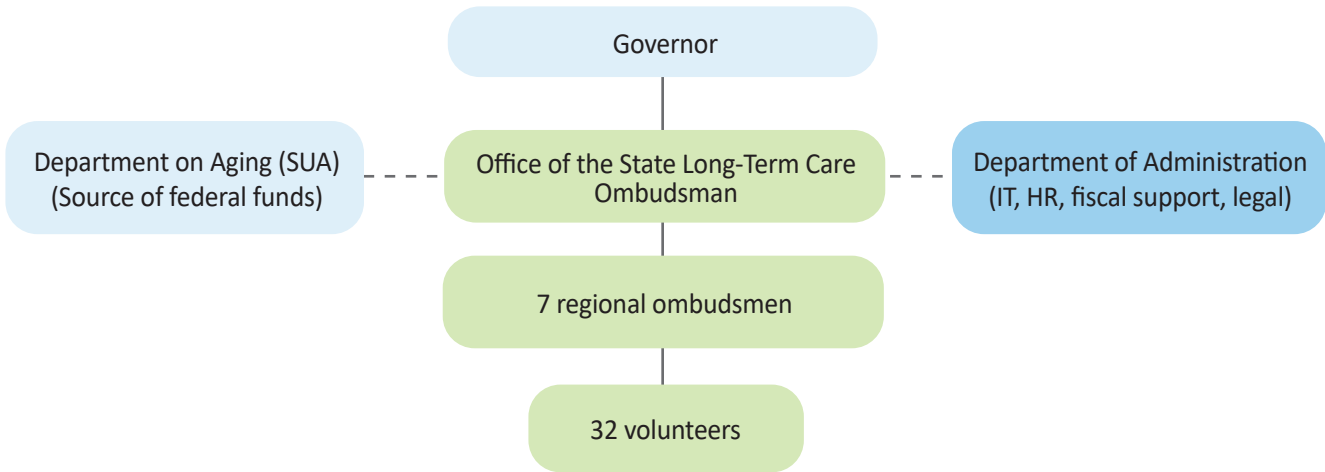 Governor
Department on Aging (SUA)
(Source of federal funds)
Office of the State Long-Term Care
Ombudsman
Department of Administration
(IT, HR, fiscal support, legal)
7 regional ombudsmen
32 volunteers